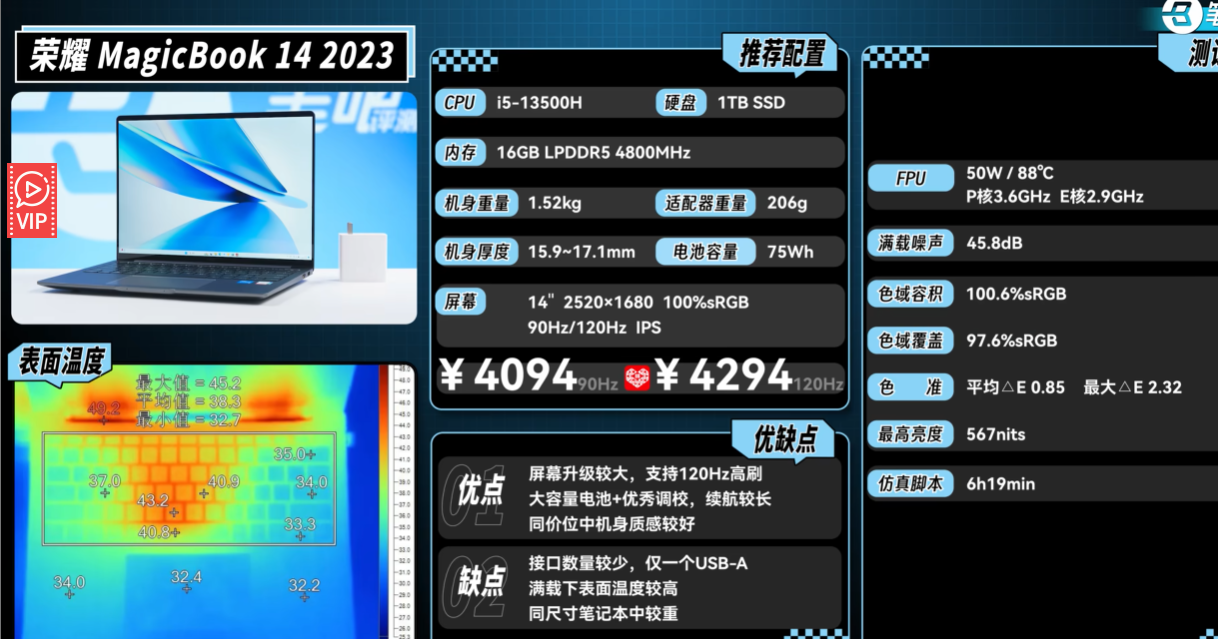 荣耀 MagicBook 14 2023
评测
VIP
表面温度
最大值 = 45.2
平均值 = 38.3
最小值 = 32.7
49.2
35.0
37.0
40.9
34.0
43.2
40.8
33.3
34.0
32.4
32.2
推荐配置
CPU i5-13500H 硬盘 1TB SSD
内存 16GB LPDDR5 4800MHz
机身重量 1.52kg 适配器重量 206g
机身厚度 15.9~17.1mm 电池容量 75Wh
屏幕 14" 2520×1680 100%sRGB
90Hz/120Hz IPS
¥4094 90Hz ¥4294 120Hz
优缺点
01
优点
屏幕升级较大，支持120Hz高刷
大容量电池+优秀调校，续航较长
同价位中机身质感较好
02
缺点
接口数量较少，仅一个USB-A
满载下表面温度较高
同尺寸笔记本中较重
笔
测试
FPU 50W / 88℃
P核3.6GHz E核2.9GHz
满载噪声 45.8dB
色域容积 100.6%sRGB
色域覆盖 97.6%sRGB
色 准 平均△E 0.85 最大△E 2.32
最高亮度 567nits
仿真脚本 6h19min